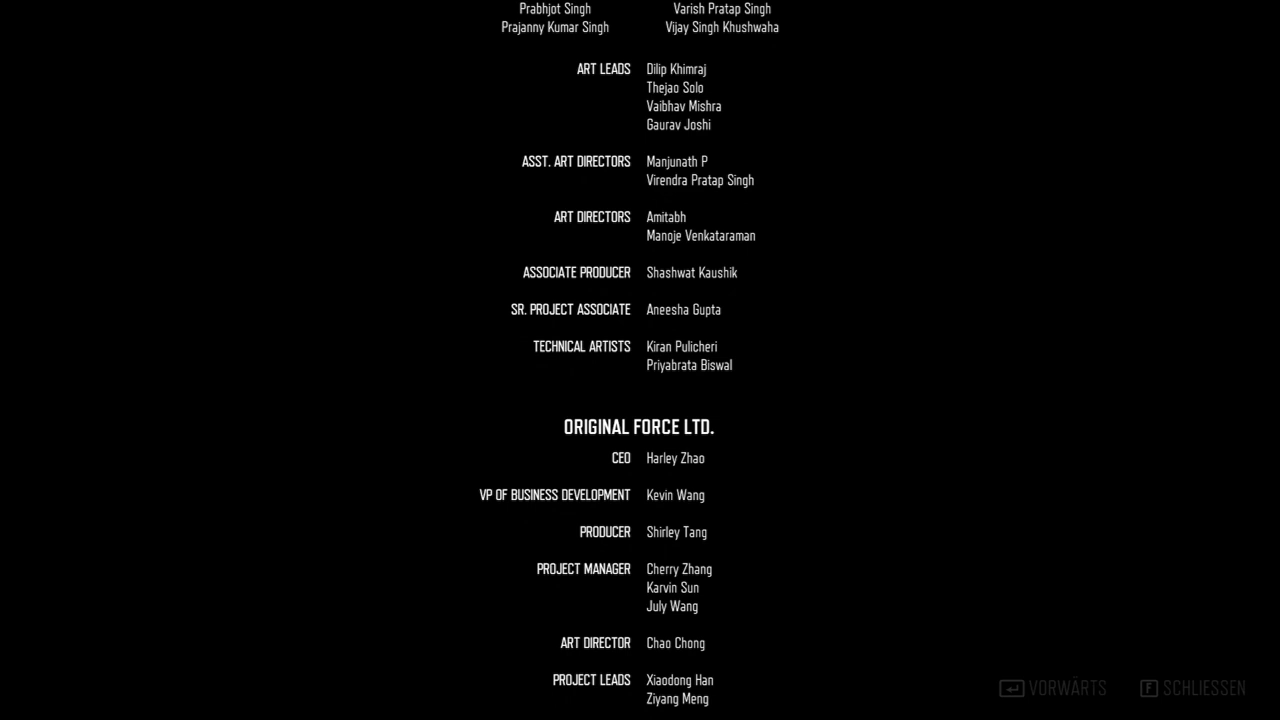 Prabhjot Singh Varish Pratap Singh
Prajanny Kumar Singh Vijay Singh Khushwaha
ART LEADS Dilip Khimraj
Thejao Solo
Vaibhav Mishra
Gaurav Joshi
ASST. ART DIRECTORS Manjunath P
Virendra Pratap Singh
ART DIRECTORS Amitabh
Manoje Venkataraman
ASSOCIATE PRODUCER Shashwat Kaushik
SR. PROJECT ASSOCIATE Aneesha Gupta
TECHNICAL ARTISTS Kiran Pulicheri
Priyabrata Biswal
ORIGINAL FORCE LTD.
CEO Harley Zhao
VP OF BUSINESS DEVELOPMENT Kevin Wang
PRODUCER Shirley Tang
PROJECT MANAGER Cherry Zhang
Karvin Sun
July Wang
ART DIRECTOR Chao Chong
PROJECT LEADS Xiaodong Han
Ziyang Meng
VORWÄRTS F SCHLIESSEN